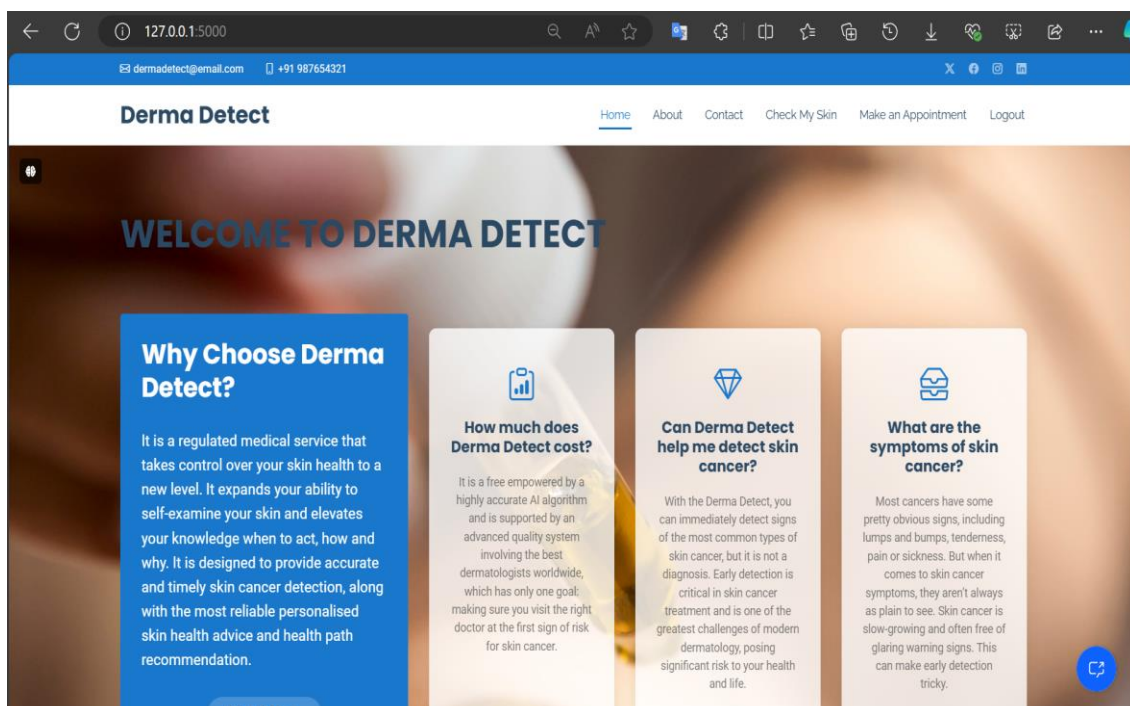 127.0.0.1:5000
dermadetect@email.com +91 987654321
Derma Detect
Home About Contact Check My Skin Make an Appointment Logout
WELCOME TO DERMA DETECT
Why Choose Derma
Detect?
It is a regulated medical service that
takes control over your skin health to a
new level. It expands your ability to
self-examine your skin and elevates
your knowledge when to act, how and
why. It is designed to provide accurate
and timely skin cancer detection, along
with the most reliable personalised
skin health advice and health path
recommendation.
How much does
Derma Detect cost?
It is a free empowered by a
highly accurate AI algorithm
and is supported by an
advanced quality system
involving the best
dermatologists worldwide,
which has only one goal:
making sure you visit the right
doctor at the first sign of risk
for skin cancer.
Can Derma Detect
help me detect skin
cancer?
With the Derma Detect, you
can immediately detect signs
of the most common types of
skin cancer, but it is not a
diagnosis. Early detection is
critical in skin cancer
treatment and is one of the
greatest challenges of modern
dermatology, posing
significant risk to your health
and life.
What are the
symptoms of skin
cancer?
Most cancers have some
pretty obvious signs, including
lumps and bumps, tenderness,
pain or sickness. But when it
comes to skin cancer
symptoms, they aren't always
as plain to see. Skin cancer is
slow-growing and often free of
glaring warning signs. This
can make early detection
tricky.